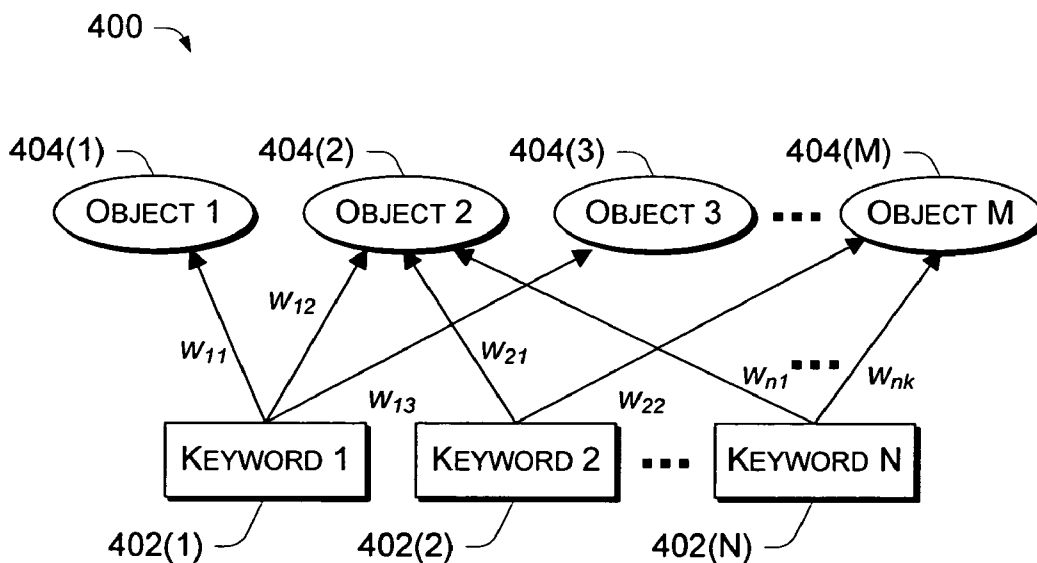 400
404(1) 404(2) 404(3) 404(M)
OBJECT 1 OBJECT 2 OBJECT 3 ▪▪▪ OBJECT M
w12
w11 w21 ▪▪▪
w13 w22 wn1 wnk
KEYWORD 1 KEYWORD 2 ▪▪▪ KEYWORD N
402(1) 402(2) 402(N)